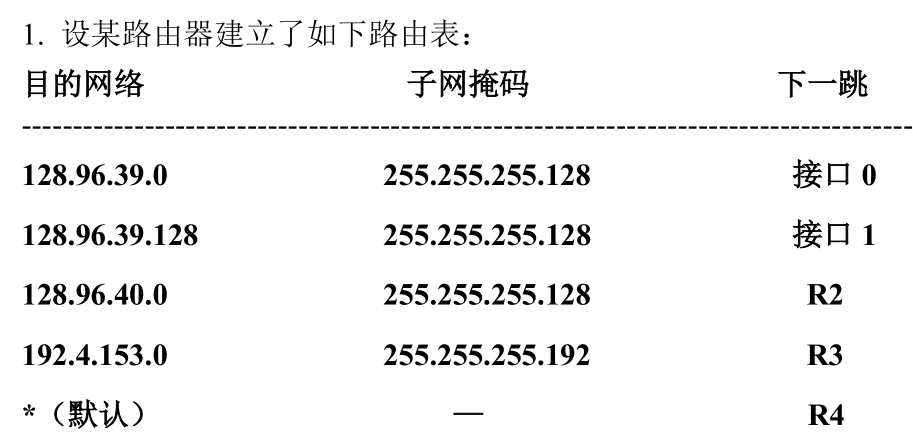 1. 设某路由器建立了如下路由表：
目的网络 子网掩码 下一跳
128.96.39.0 255.255.255.128 接口 0
128.96.39.128 255.255.255.128 接口 1
128.96.40.0 255.255.255.128 R2
192.4.153.0 255.255.255.192 R3
*（默认） — R4